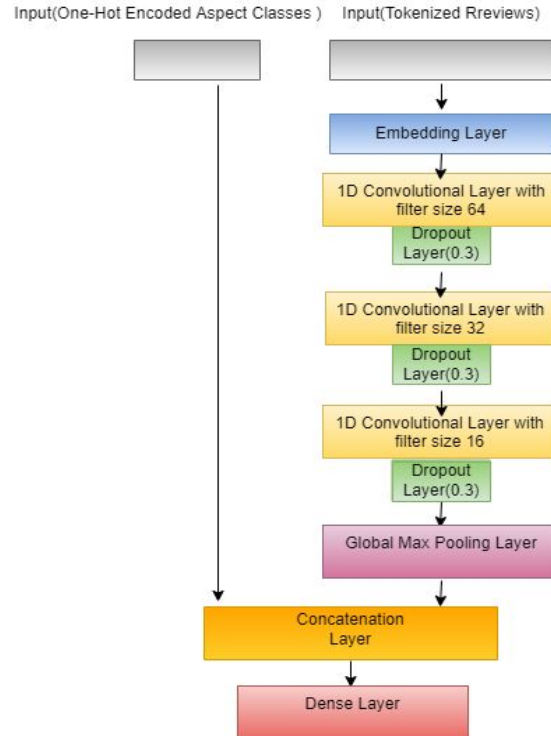 Input(One-Hot Encoded Aspect Classes )
Input(Tokenized Rreviews)
Embedding Layer
1D Convolutional Layer with
filter size 64
Dropout
Layer(0.3)
1D Convolutional Layer with
filter size 32
Dropout
Layer(0.3)
1D Convolutional Layer with
filter size 16
Dropout
Layer(0.3)
Global Max Pooling Layer
Concatenation
Layer
Dense Layer